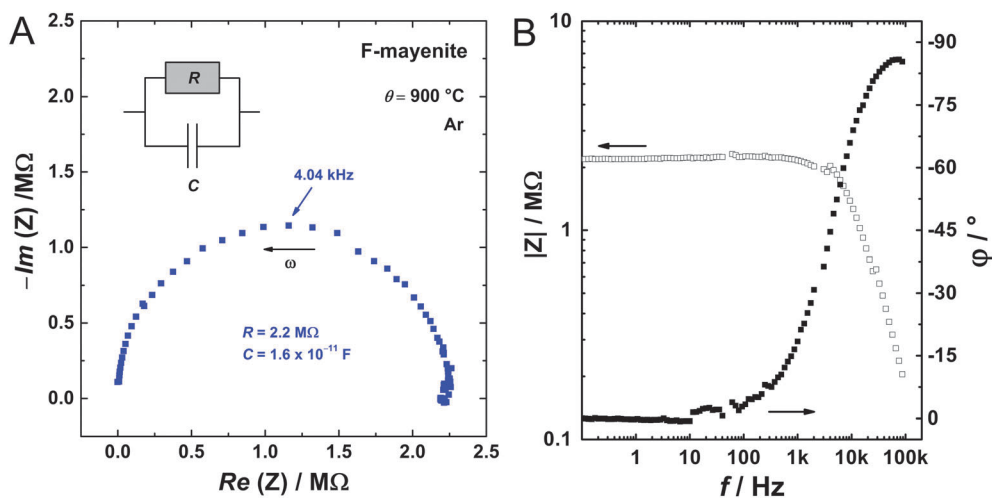 A
F-mayenite
θ = 900 °C
Ar
R
C
4.04 kHz
ω
R = 2.2 MΩ
C = 1.6 x 10⁻¹¹ F
-2.5
-2.0
-1.5
-1.0
0.5
0.0
−Im (Z) /MΩ
0.0 0.5 1.0 1.5 2.0 2.5
Re (Z) / MΩ
B
10
1
0.1
|Z| / MΩ
1 10 100 1k 10k 100k
f / Hz
-90
-75
-60
-45
-30
-15
0
φ / °